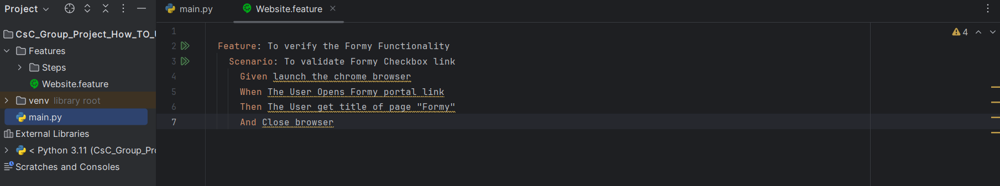 Project
main.py
Website.feature
CsC_Group_Project_How_TO_
Features
Steps
Website.feature
venv library root
main.py
External Libraries
< Python 3.11 (CsC_Group_Pro
Scratches and Consoles
4
1
2 Feature: To verify the Formy Functionality
3 Scenario: To validate Formy Checkbox link
4 Given launch the chrome browser
5 When The User Opens Formy portal link
6 Then The User get title of page "Formy"
7 And Close browser